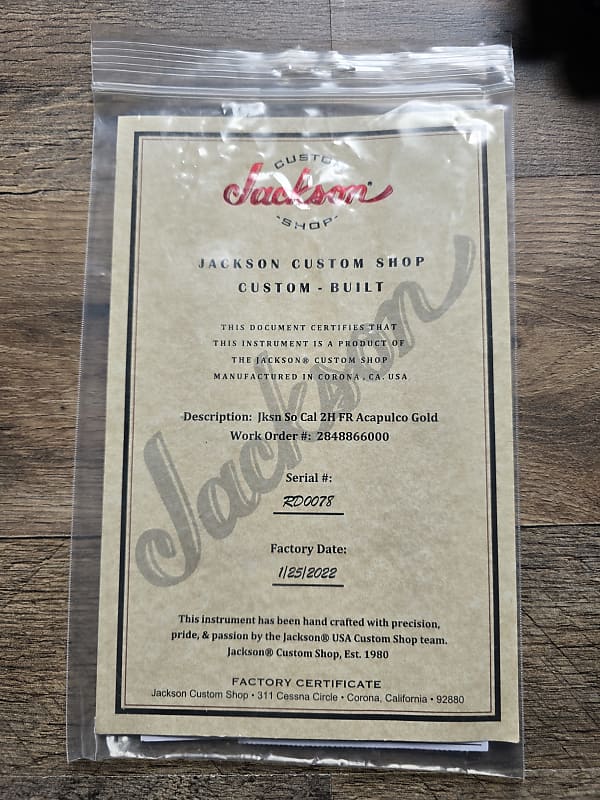 CUSTOM
Jackson®
-SHOP-
JACKSON CUSTOM SHOP
CUSTOM - BUILT
THIS DOCUMENT CERTIFIES THAT
THIS INSTRUMENT IS A PRODUCT OF
THE JACKSON® CUSTOM SHOP
MANUFACTURED IN CORONA, CA. USA
Jackson
Description: Jksn So Cal 2H FR Acapulco Gold
Work Order #: 2848866000
Serial #:
RD0078
Factory Date:
1/25/2022
This instrument has been hand crafted with precision,
pride, & passion by the Jackson® USA Custom Shop team.
Jackson® Custom Shop, Est. 1980
FACTORY CERTIFICATE
Jackson Custom Shop • 311 Cessna Circle • Corona, California • 92880